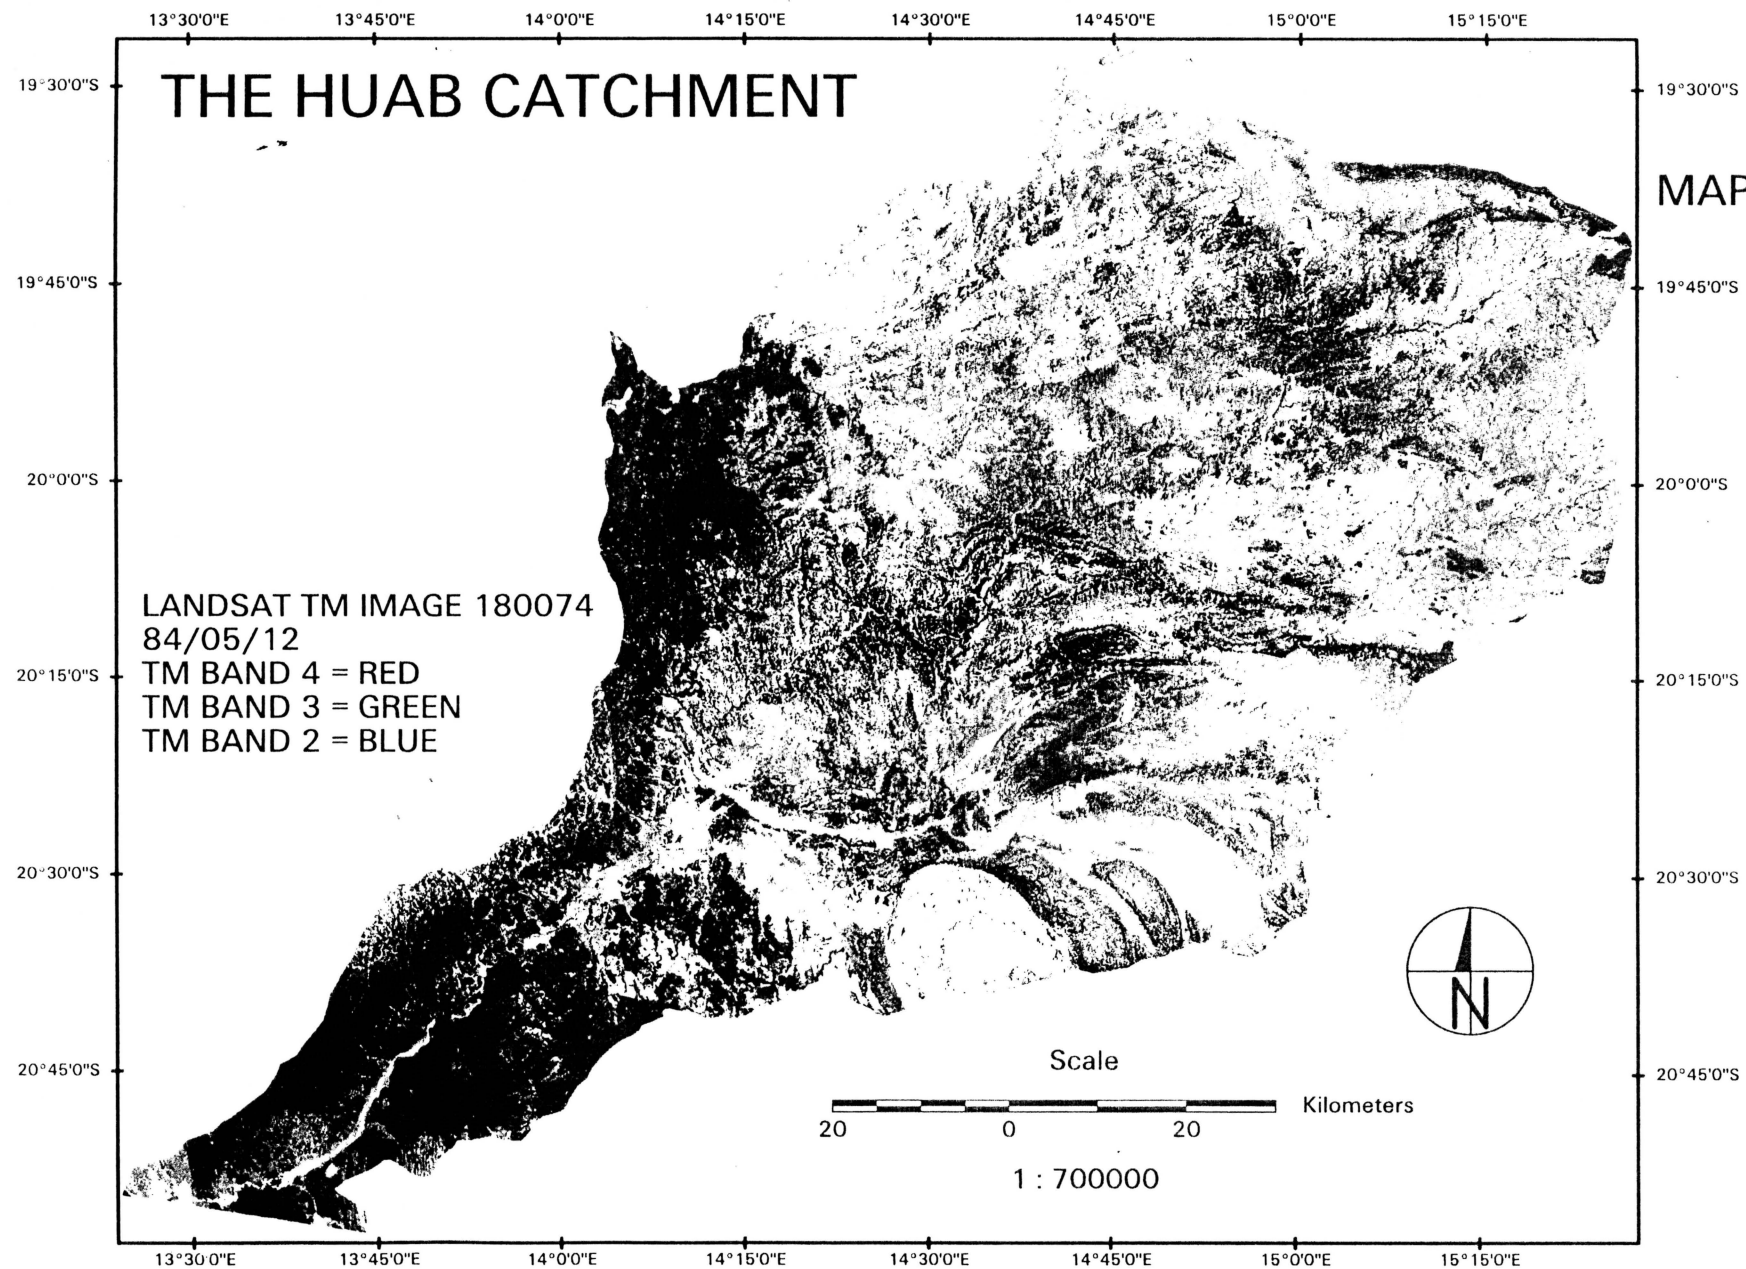 13°30'0"E 13°45'0"E 14°0'0"E 14°15'0"E 14°30'0"E 14°45'0"E 15°0'0"E 15°15'0"E
THE HUAB CATCHMENT
MAP
19°30'0"S 19°30'0"S
19°45'0"S 19°45'0"S
20°0'0"S 20°0'0"S
LANDSAT TM IMAGE 180074
84/05/12
TM BAND 4 = RED
TM BAND 3 = GREEN
TM BAND 2 = BLUE
20°15'0"S 20°15'0"S
20°30'0"S 20°30'0"S
N
20°45'0"S 20°45'0"S
Scale
Kilometers
20 0 20
1 : 700000
13°30'0"E 13°45'0"E 14°0'0"E 14°15'0"E 14°30'0"E 14°45'0"E 15°0'0"E 15°15'0"E